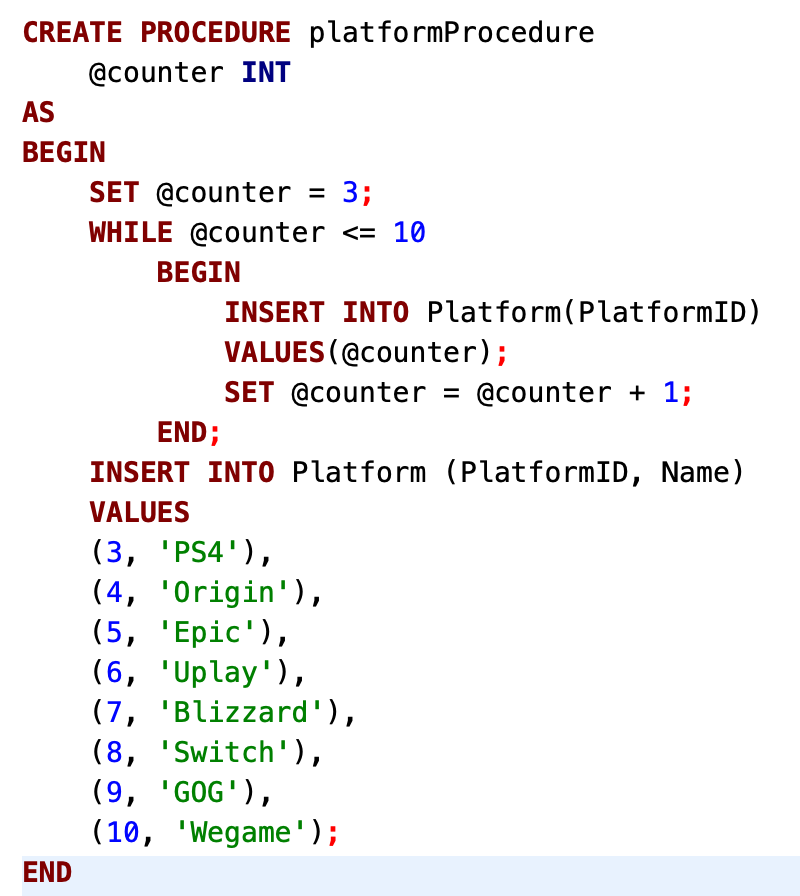 CREATE PROCEDURE platformProcedure
    @counter INT
AS
BEGIN
    SET @counter = 3;
    WHILE @counter <= 10
        BEGIN
            INSERT INTO Platform(PlatformID)
            VALUES(@counter);
            SET @counter = @counter + 1;
        END;
    INSERT INTO Platform (PlatformID, Name)
    VALUES
    (3, 'PS4'),
    (4, 'Origin'),
    (5, 'Epic'),
    (6, 'Uplay'),
    (7, 'Blizzard'),
    (8, 'Switch'),
    (9, 'GOG'),
    (10, 'Wegame');
END